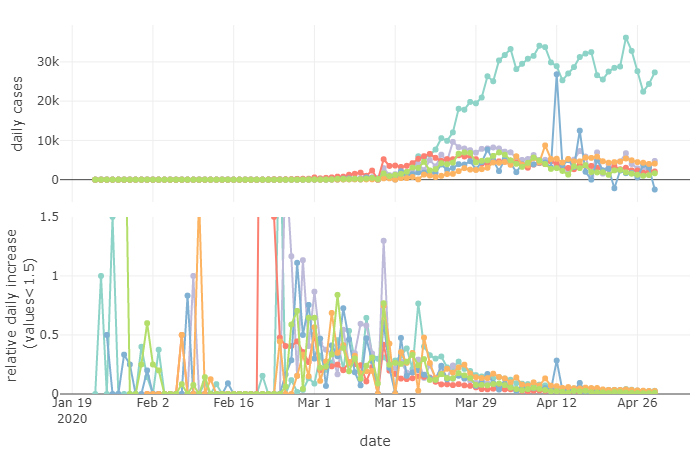 daily cases
30k
20k
10k
0
relative daily increase
(values<1.5)
1.5
1
0.5
0
Jan 19
2020
Feb 2
Feb 16
Mar 1
Mar 15
Mar 29
Apr 12
Apr 26
date